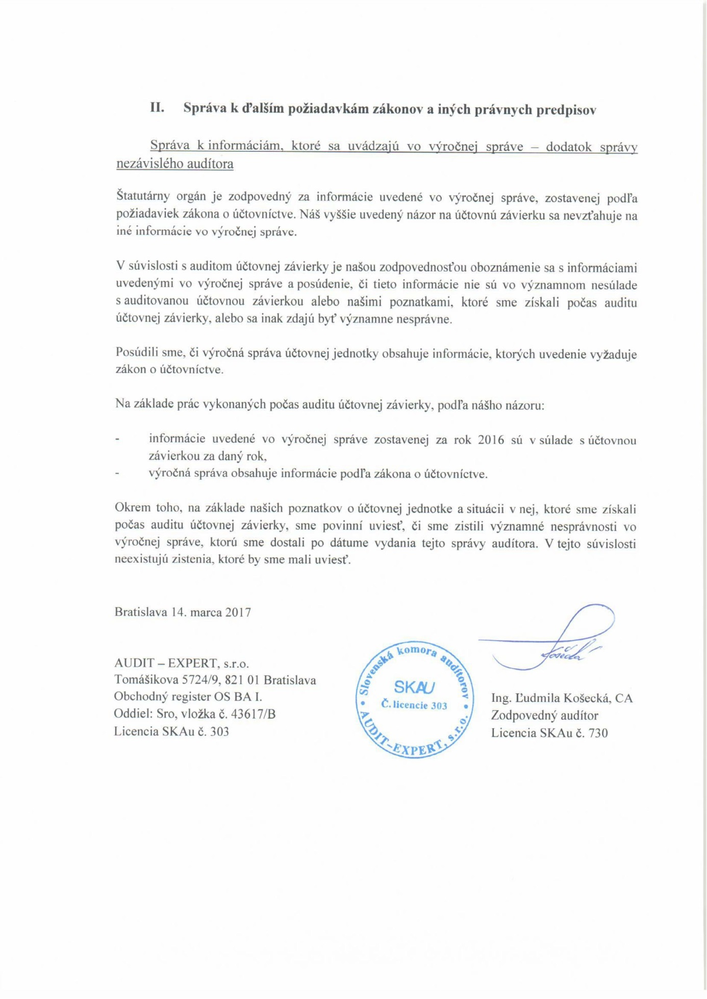 II. Správa k ďalším požiadavkám zákonov a iných právnych predpisov
Správa k informáciám, ktoré sa uvádzajú vo výročnej správe – dodatok správy
nezávislého audítora
Štatutárny orgán je zodpovedný za informácie uvedené vo výročnej správe, zostavenej podľa
požiadaviek zákona o účtovníctve. Náš vyššie uvedený názor na účtovnú závierku sa nevzťahuje na
iné informácie vo výročnej správe.
V súvislosti s auditom účtovnej závierky je našou zodpovednosťou oboznámenie sa s informáciami
uvedenými vo výročnej správe a posúdenie, či tieto informácie nie sú vo významnom nesúlade
s auditovanou účtovnou závierkou alebo našimi poznatkami, ktoré sme získali počas auditu
účtovnej závierky, alebo sa inak zdajú byť významne nesprávne.
Posúdili sme, či výročná správa účtovnej jednotky obsahuje informácie, ktorých uvedenie vyžaduje
zákon o účtovníctve.
Na základe prác vykonaných počas auditu účtovnej závierky, podľa nášho názoru:
- informácie uvedené vo výročnej správe zostavenej za rok 2016 sú v súlade s účtovnou
závierkou za daný rok,
- výročná správa obsahuje informácie podľa zákona o účtovníctve.
Okrem toho, na základe našich poznatkov o účtovnej jednotke a situácii v nej, ktoré sme získali
počas auditu účtovnej závierky, sme povinní uviesť, či sme zistili významné nesprávnosti vo
výročnej správe, ktorú sme dostali po dátume vydania tejto správy audítora. V tejto súvislosti
neexistujú zistenia, ktoré by sme mali uviesť.
Bratislava 14. marca 2017
AUDIT – EXPERT, s.r.o.
Tomášikova 5724/9, 821 01 Bratislava
Obchodný register OS BA I.
Oddiel: Sro, vložka č. 43617/B
Licencia SKAu č. 303
• Slovenská komora audítorov •
SKAU
Č. licencie 303
AUDIT–EXPERT, s.r.o.
Košecká
Ing. Ľudmila Košecká, CA
Zodpovedný audítor
Licencia SKAu č. 730